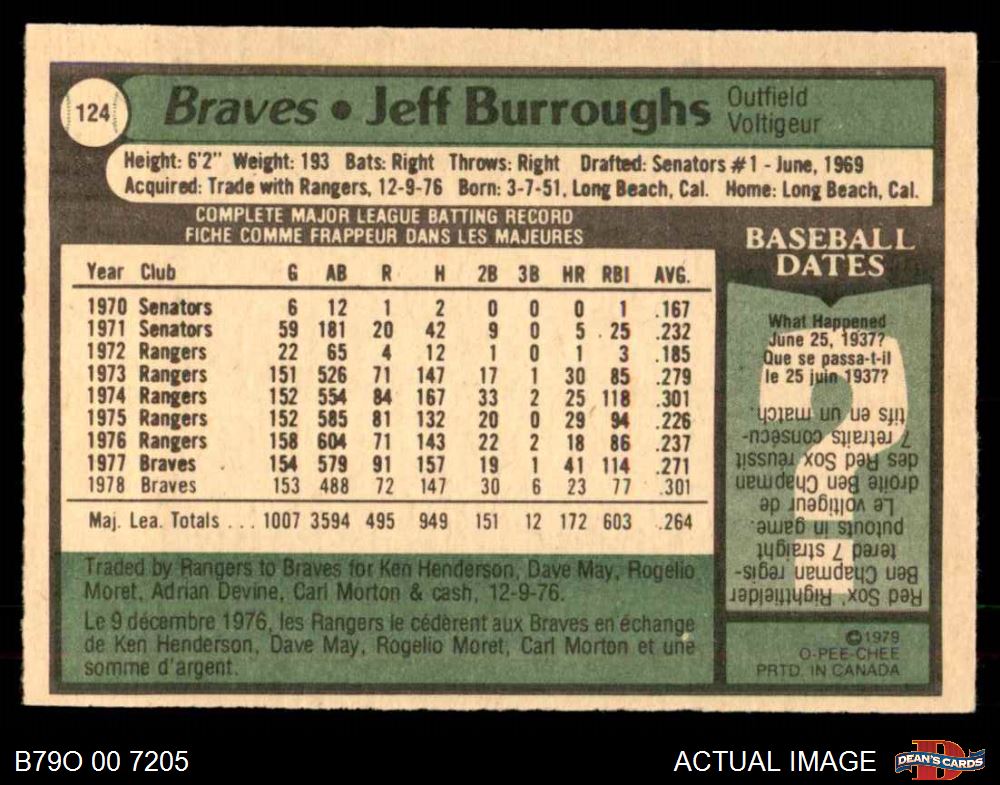 124
Braves • Jeff Burroughs
Outfield
Voltigeur
Height: 6'2" Weight: 193 Bats: Right Throws: Right Drafted: Senators #1 - June, 1969
Acquired: Trade with Rangers, 12-9-76 Born: 3-7-51, Long Beach, Cal. Home: Long Beach, Cal.
COMPLETE MAJOR LEAGUE BATTING RECORD
FICHE COMME FRAPPEUR DANS LES MAJEURES
Year Club G AB R H 2B 3B HR RBI AVG.
1970 Senators 6 12 1 2 0 0 0 1 .167
1971 Senators 59 181 20 42 9 0 5 25 .232
1972 Rangers 22 65 4 12 1 0 1 3 .185
1973 Rangers 151 526 71 147 17 1 30 85 .279
1974 Rangers 152 554 84 167 33 2 25 118 .301
1975 Rangers 152 585 81 132 20 0 29 94 .226
1976 Rangers 158 604 71 143 22 2 18 86 .237
1977 Braves 154 579 91 157 19 1 41 114 .271
1978 Braves 153 488 72 147 30 6 23 77 .301
Maj. Lea. Totals ... 1007 3594 495 949 151 12 172 603 .264
Traded by Rangers to Braves for Ken Henderson, Dave May, Rogelio
Moret, Adrian Devine, Carl Morton & cash, 12-9-76.
Le 9 décembre 1976, les Rangers le cédèrent aux Braves en échange
de Ken Henderson, Dave May, Rogelio Moret, Carl Morton et une
somme d'argent.
BASEBALL
DATES
What Happened
June 25, 1937?
Que se passa-t-il
le 25 juin 1937?
Red Sox' Rightfielder
Ben Chapman regis-
tered 7 straight
putouts in game.
Le voltigeur de
droite Ben Chapman
des Red Sox réussit
7 retraits consécu-
tifs en un match.
©1979
O-PEE-CHEE
PRTD. IN CANADA
B79O 00 7205
ACTUAL IMAGE
DEAN'S CARDS